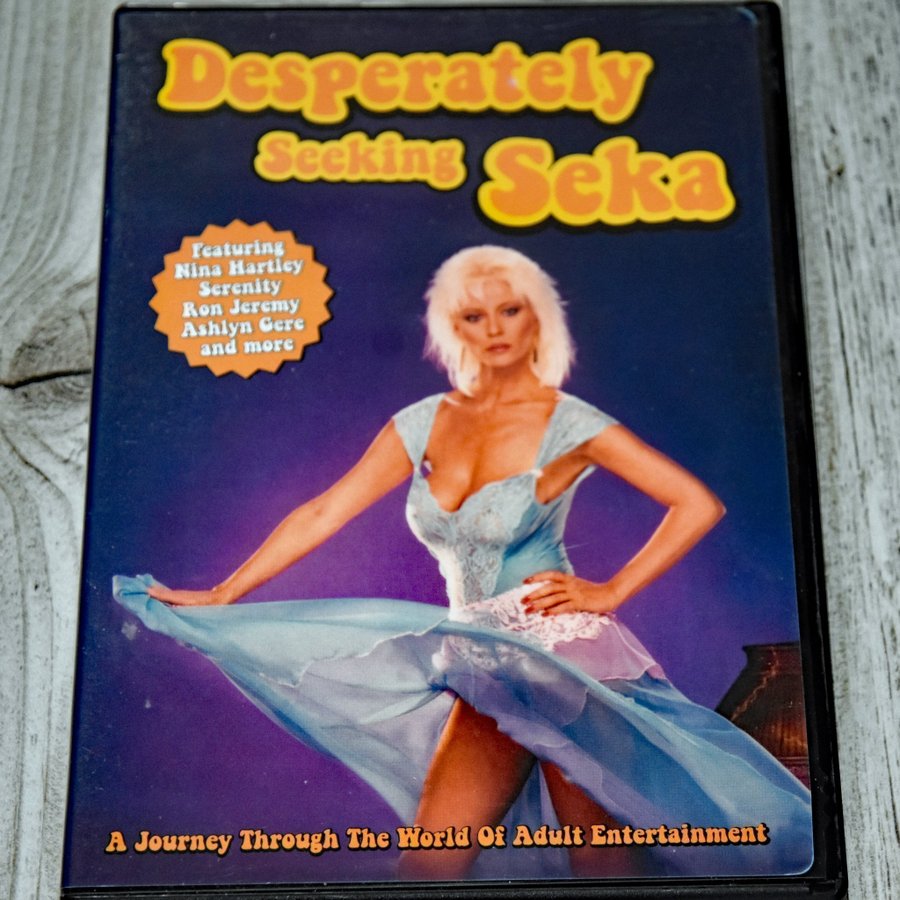 Desperately
Seeking Seka
Featuring
Nina Hartley
Serenity
Ron Jeremy
Ashlyn Gere
and more
A Journey Through The World Of Adult Entertainment